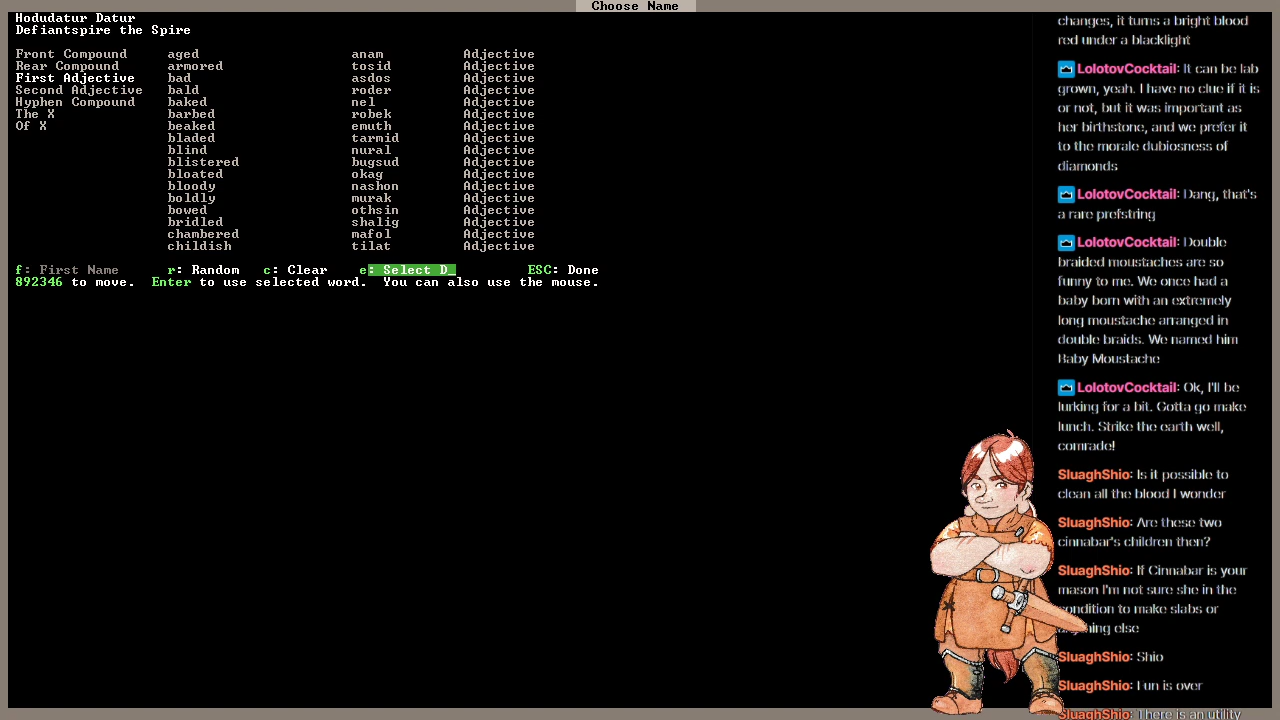 Choose Name
Hodudatur Datur
Defiantspire the Spire
Front Compound aged anam Adjective
Rear Compound armored tosid Adjective
First Adjective bad asdos Adjective
Second Adjective bald roder Adjective
Hyphen Compound baked nel Adjective
The X barbed robek Adjective
Of X beaked emuth Adjective
bladed tarmid Adjective
blind nural Adjective
blistered bugsud Adjective
bloated okag Adjective
bloody nashon Adjective
boldly murak Adjective
bowed othsin Adjective
bridled shalig Adjective
chambered mafol Adjective
childish tilat Adjective
f: First Name r: Random c: Clear e: Select D_ ESC: Done
892346 to move. Enter to use selected word. You can also use the mouse.
changes, it turns a bright blood
red under a blacklight
LolotovCocktail: It can be lab
grown, yeah. I have no clue if it is
or not, but it was important as
her birthstone, and we prefer it
to the morale dubiosness of
diamonds
LolotovCocktail: Dang, that's
a rare prefstring
LolotovCocktail: Double
braided moustaches are so
funny to me. We once had a
baby born with an extremely
long moustache arranged in
double braids. We named him
Baby Moustache
LolotovCocktail: Ok, I'll be
lurking for a bit. Gotta go make
lunch. Strike the earth well,
comrade!
SluaghShio: Is it possible to
clean all the blood I wonder
SluaghShio: Are these two
cinnabar's children then?
SluaghShio: If Cinnabar is your
mason I'm not sure she in the
condition to make slabs or
anything else
SluaghShio: Shio
SluaghShio: Fun is over
SluaghShio: There is an utility